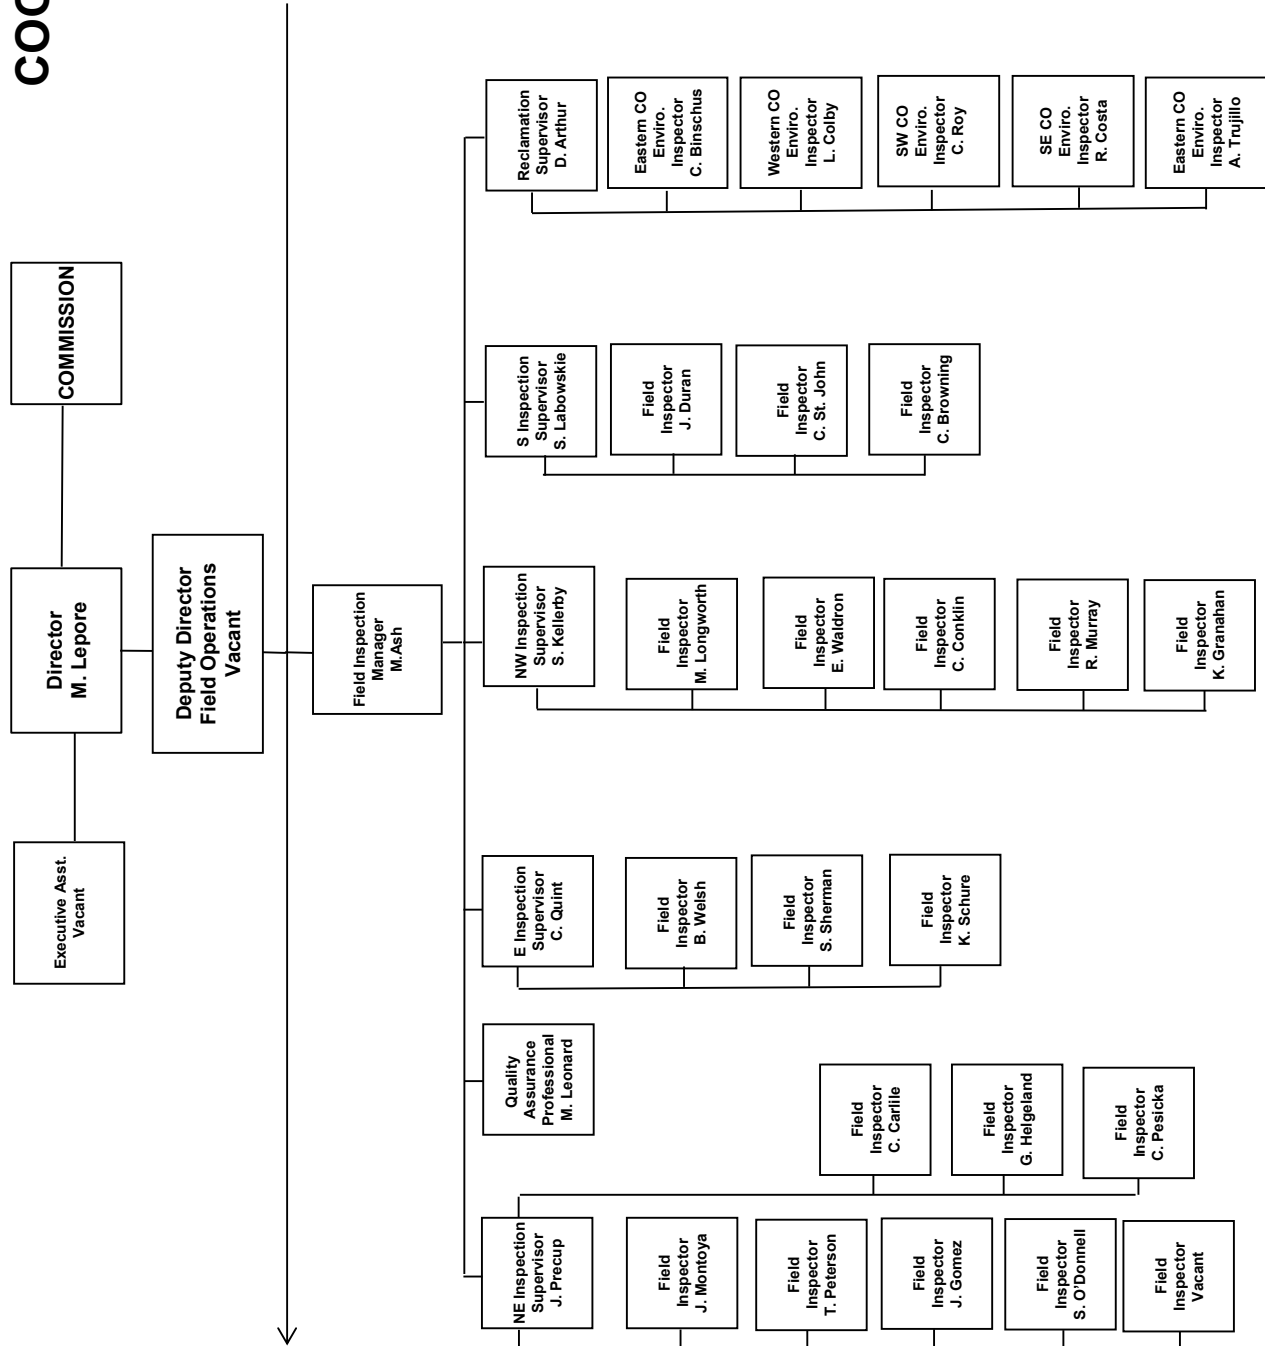 COG
COMMISSION
Director
M. Lepore
Executive Asst.
Vacant
Deputy Director
Field Operations
Vacant
Field Inspection
Manager
M.Ash
NE Inspection
Supervisor
J. Precup
Field
Inspector
J. Montoya
Field
Inspector
T. Peterson
Field
Inspector
J. Gomez
Field
Inspector
S. O'Donnell
Field
Inspector
Vacant
Field
Inspector
C. Carlile
Field
Inspector
G. Helgeland
Field
Inspector
C. Pesicka
Quality
Assurance
Professional
M. Leonard
E Inspection
Supervisor
C. Quint
Field
Inspector
B. Welsh
Field
Inspector
S. Sherman
Field
Inspector
K. Schure
NW Inspection
Supervisor
S. Kellerby
Field
Inspector
M. Longworth
Field
Inspector
E. Waldron
Field
Inspector
C. Conklin
Field
Inspector
R. Murray
Field
Inspector
K. Granahan
S Inspection
Supervisor
S. Labowskie
Field
Inspector
J. Duran
Field
Inspector
C. St. John
Field
Inspector
C. Browning
Reclamation
Supervisor
D. Arthur
Eastern CO
Enviro.
Inspector
C. Binschus
Western CO
Enviro.
Inspector
L. Colby
SW CO
Enviro.
Inspector
C. Roy
SE CO
Enviro.
Inspector
R. Costa
Eastern CO
Enviro.
Inspector
A. Trujillo